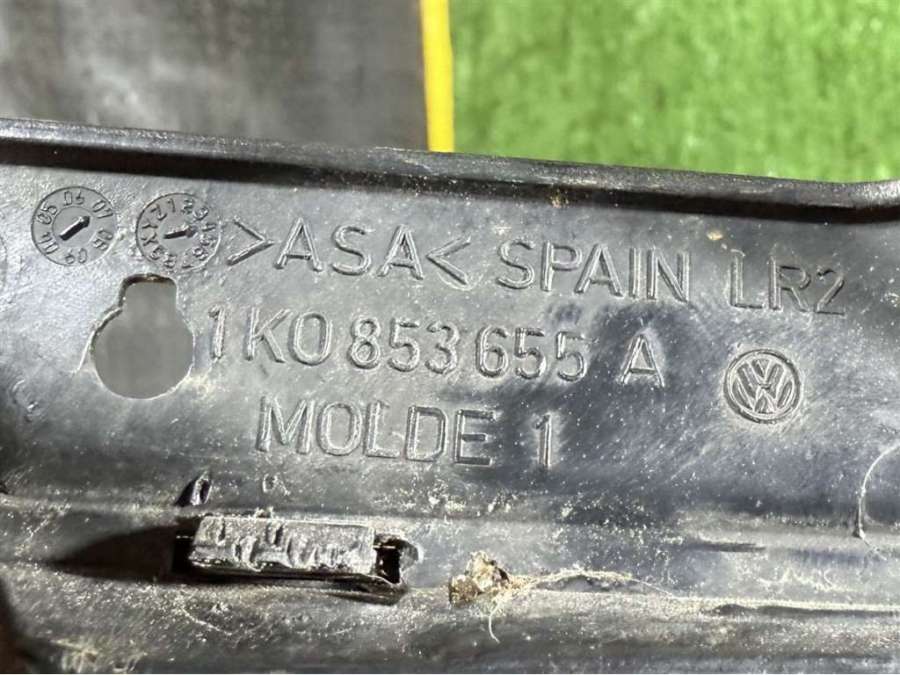 >ASA< SPAIN LR2
1K0 853 655 A
MOLDE 1